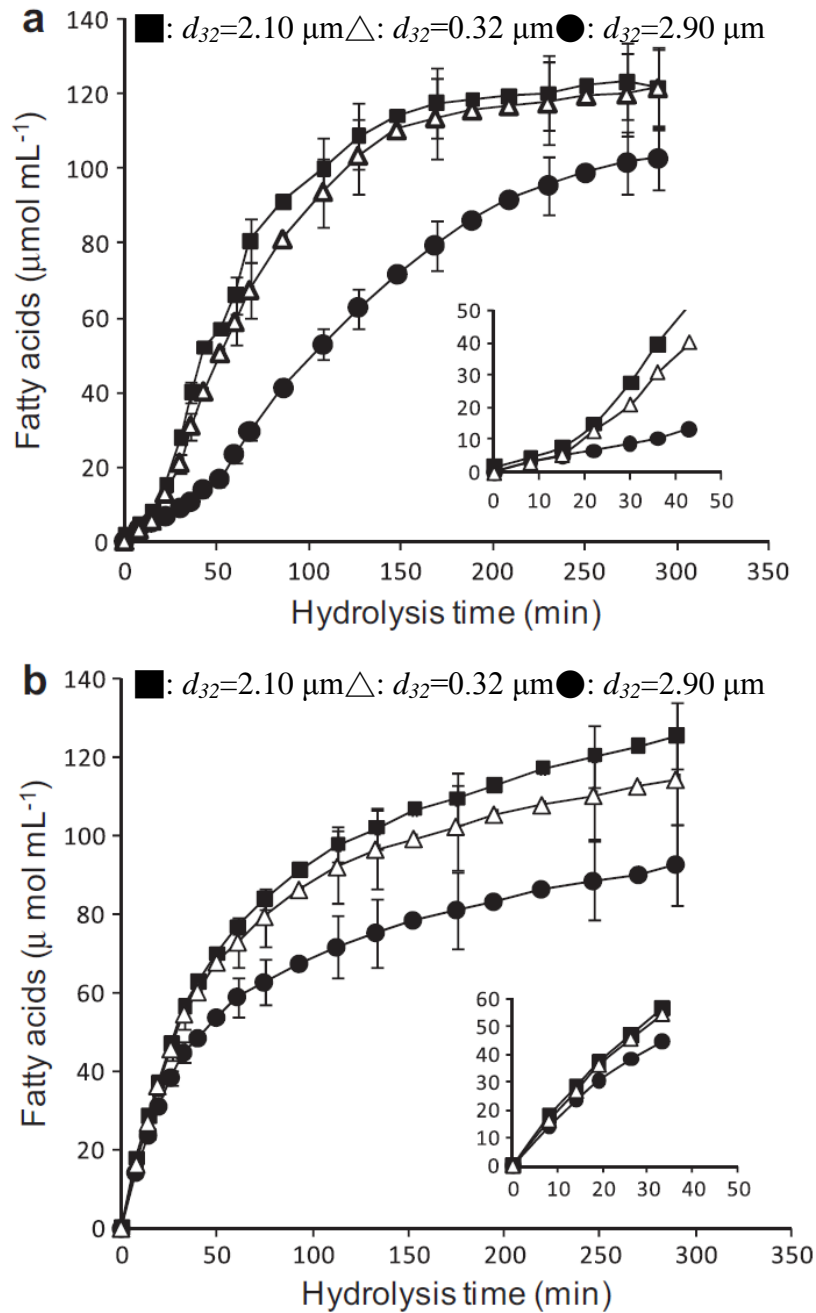 a
■: d32=2.10 μm△: d32=0.32 μm●: d32=2.90 μm
140
120
100
80
60
40
20
0
Fatty acids (μmol mL-1)
50
40
30
20
10
0
0 10 20 30 40 50
0 50 100 150 200 250 300 350
Hydrolysis time (min)
b
■: d32=2.10 μm△: d32=0.32 μm●: d32=2.90 μm
140
120
100
80
60
40
20
0
Fatty acids (μ mol mL-1)
60
50
40
30
20
10
0
0 10 20 30 40 50
0 50 100 150 200 250 300 350
Hydrolysis time (min)